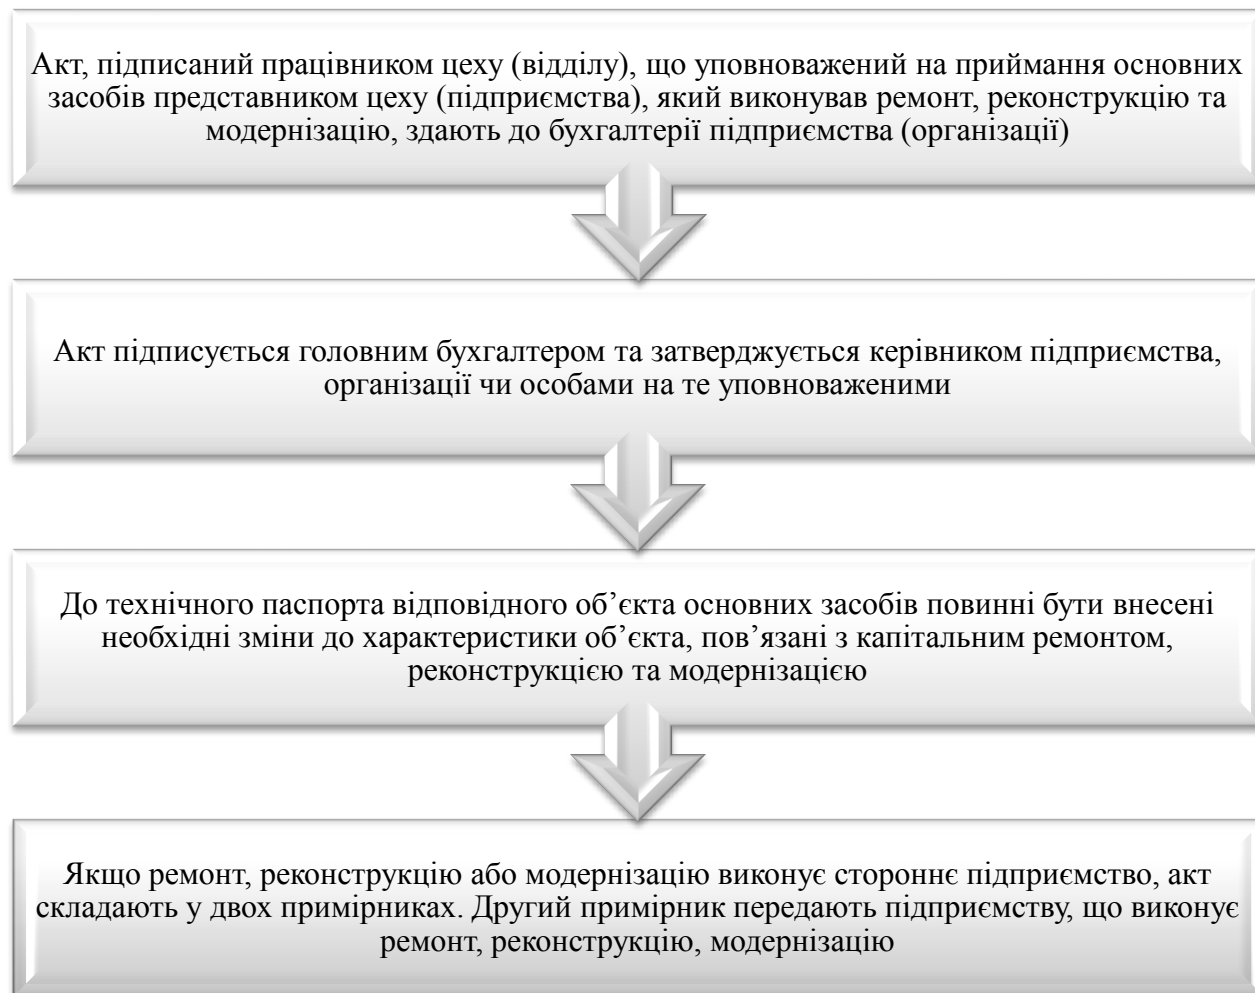 Акт, підписаний працівником цеху (відділу), що уповноважений на приймання основних
засобів представником цеху (підприємства), який виконував ремонт, реконструкцію та
модернізацію, здають до бухгалтерії підприємства (організації)
Акт підписується головним бухгалтером та затверджується керівником підприємства,
організації чи особами на те уповноваженими
До технічного паспорта відповідного об’єкта основних засобів повинні бути внесені
необхідні зміни до характеристики об’єкта, пов’язані з капітальним ремонтом,
реконструкцією та модернізацією
Якщо ремонт, реконструкцію або модернізацію виконує стороннє підприємство, акт
складають у двох примірниках. Другий примірник передають підприємству, що виконує
ремонт, реконструкцію, модернізацію